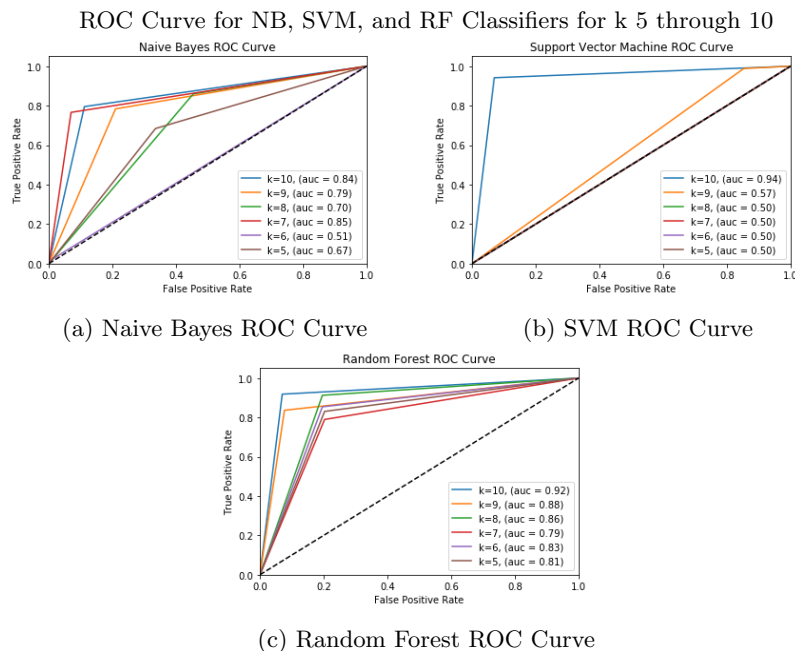 ROC Curve for NB, SVM, and RF Classifiers for k 5 through 10
Naive Bayes ROC Curve
1.0
0.8
0.6
0.4
0.2
0.0
True Positive Rate
k=10, (auc = 0.84)
k=9, (auc = 0.79)
k=8, (auc = 0.70)
k=7, (auc = 0.85)
k=6, (auc = 0.51)
k=5, (auc = 0.67)
0.0 0.2 0.4 0.6 0.8 1.0
False Positive Rate
(a) Naive Bayes ROC Curve
Support Vector Machine ROC Curve
1.0
0.8
0.6
0.4
0.2
0.0
True Positive Rate
k=10, (auc = 0.94)
k=9, (auc = 0.57)
k=8, (auc = 0.50)
k=7, (auc = 0.50)
k=6, (auc = 0.50)
k=5, (auc = 0.50)
0.0 0.2 0.4 0.6 0.8 1.0
False Positive Rate
(b) SVM ROC Curve
Random Forest ROC Curve
1.0
0.8
0.6
0.4
0.2
0.0
True Positive Rate
k=10, (auc = 0.92)
k=9, (auc = 0.88)
k=8, (auc = 0.86)
k=7, (auc = 0.79)
k=6, (auc = 0.83)
k=5, (auc = 0.81)
0.0 0.2 0.4 0.6 0.8 1.0
False Positive Rate
(c) Random Forest ROC Curve